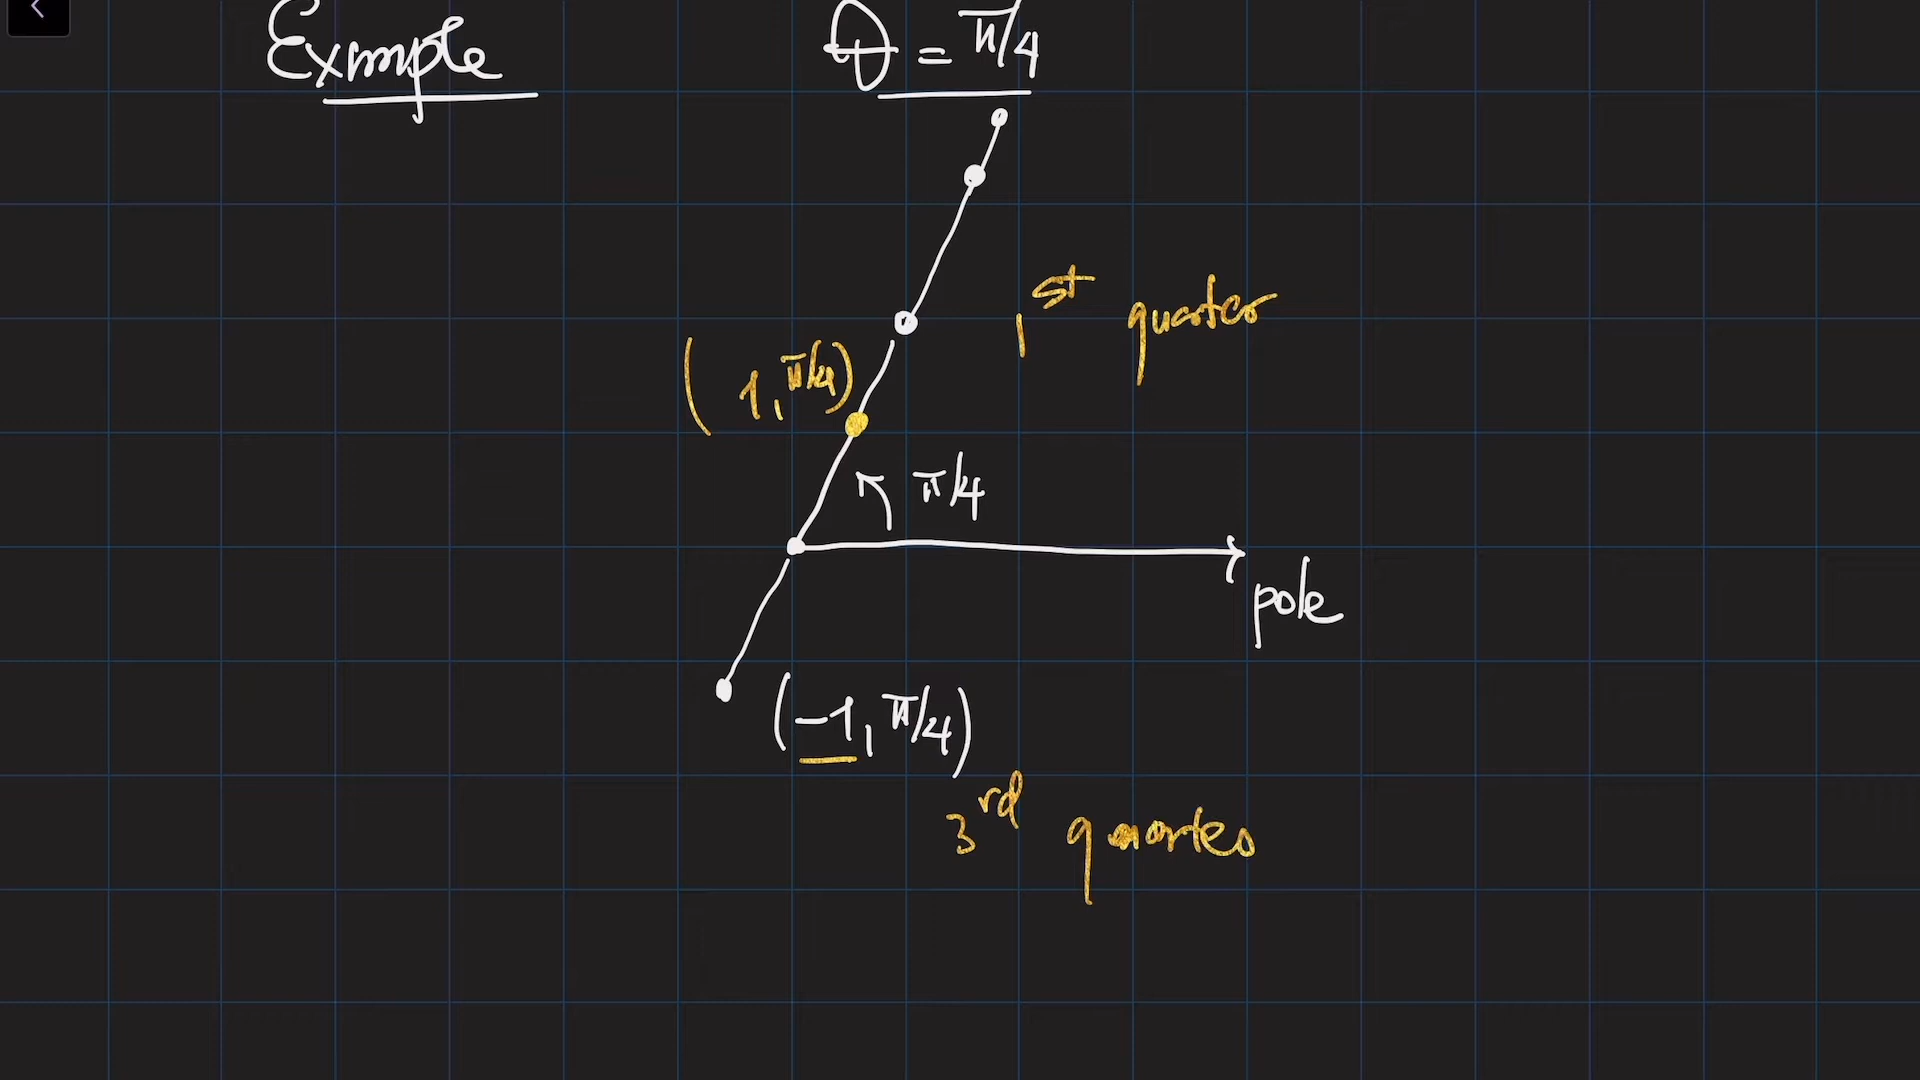 Example
θ = π/4
1st quarter
(1, π/4)
π/4
pole
(-1, π/4)
3rd quarter